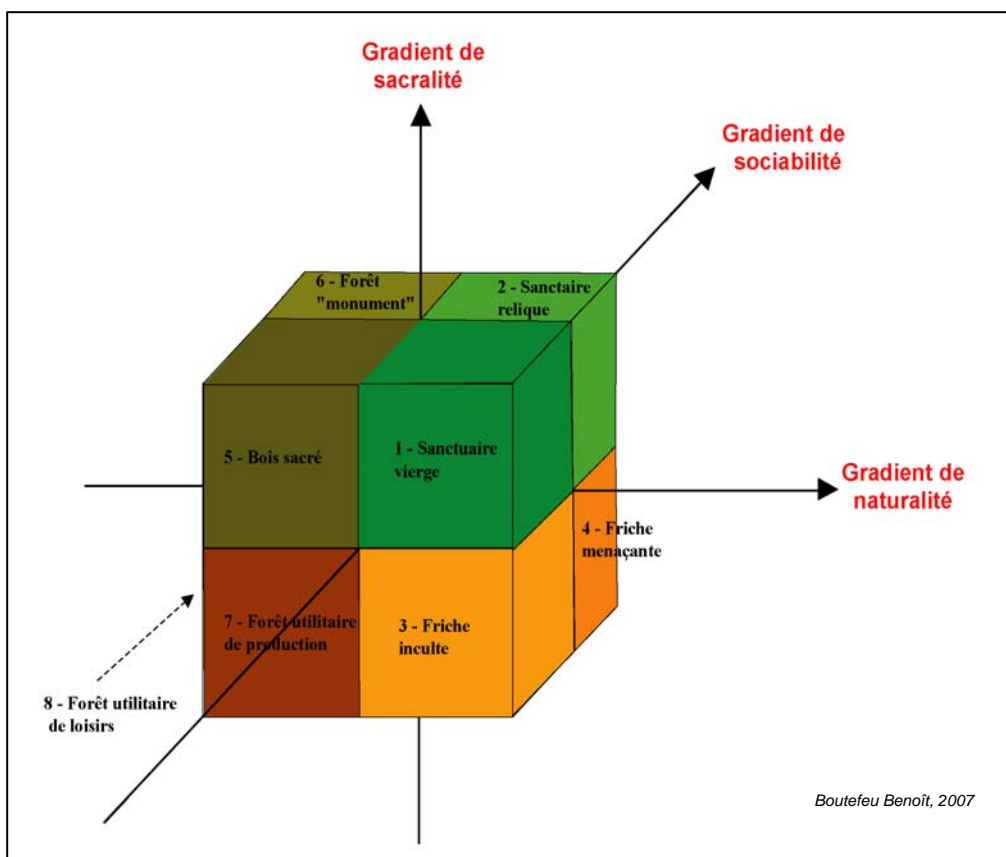 Gradient de
sacralité
Gradient de
sociabilité
6 - Forêt
"monument"
2 - Sanctaire
relique
5 - Bois sacré
1 - Sanctuaire
vierge
Gradient de
naturalité
4 - Friche
menaçante
7 - Forêt utilitaire
de production
3 - Friche
inculte
8 - Forêt utilitaire
de loisirs
Boutefeu Benoît, 2007